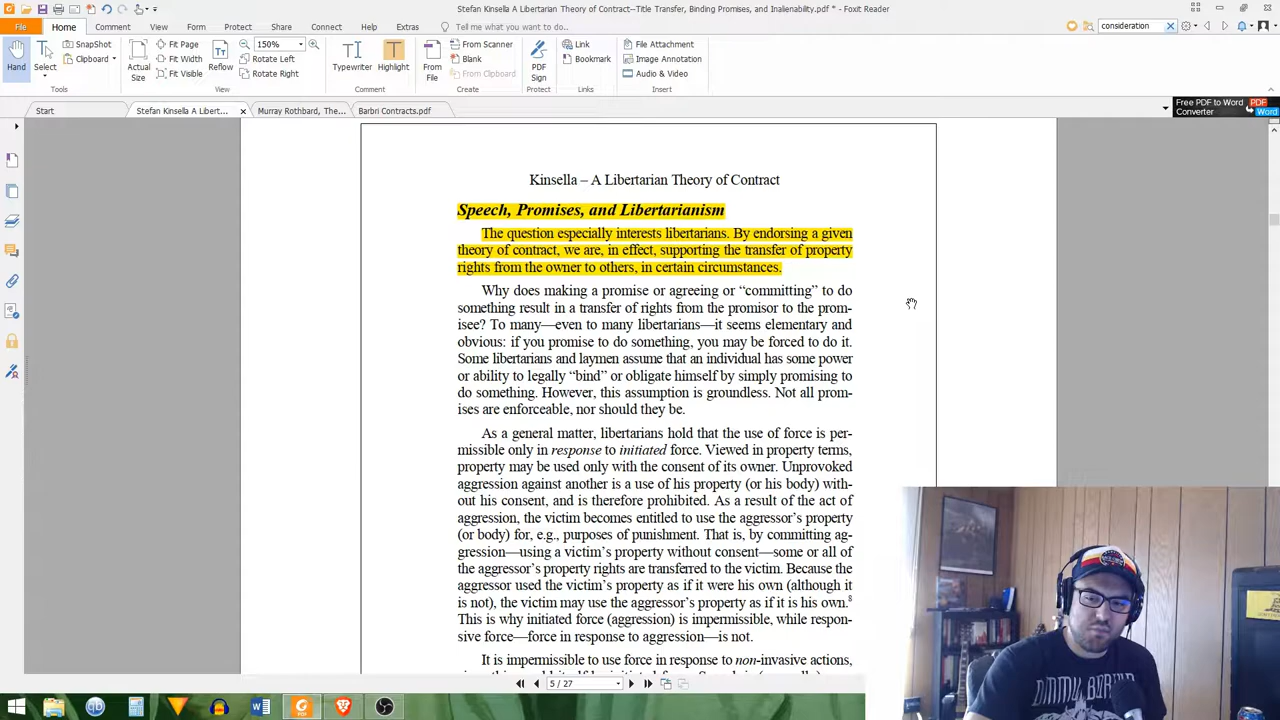 Stefan Kinsella A Libertarian Theory of Contract--Title Transfer, Binding Promises, and Inalienability.pdf * - Foxit Reader
File Home Comment View Form Protect Share Connect Help Extras Tell me what you want to do... consideration
Hand
Select
SnapShot
Clipboard
Actual Size
Fit Page
Fit Width
Fit Visible
Reflow
150%
Rotate Left
Rotate Right
Typewriter
Highlight
From File
From Scanner
Blank
From Clipboard
PDF Sign
Link
Bookmark
File Attachment
Image Annotation
Audio & Video
Tools View Comment Create Protect Links Insert
Start Stefan Kinsella A Libert... Murray Rothbard, The... Barbri Contracts.pdf
Free PDF to Word Converter
PDF
Word
Kinsella – A Libertarian Theory of Contract
Speech, Promises, and Libertarianism
The question especially interests libertarians. By endorsing a given
theory of contract, we are, in effect, supporting the transfer of property
rights from the owner to others, in certain circumstances.
Why does making a promise or agreeing or “committing” to do
something result in a transfer of rights from the promisor to the prom-
isee? To many—even to many libertarians—it seems elementary and
obvious: if you promise to do something, you may be forced to do it.
Some libertarians and laymen assume that an individual has some power
or ability to legally “bind” or obligate himself by simply promising to
do something. However, this assumption is groundless. Not all prom-
ises are enforceable, nor should they be.
As a general matter, libertarians hold that the use of force is per-
missible only in response to initiated force. Viewed in property terms,
property may be used only with the consent of its owner. Unprovoked
aggression against another is a use of his property (or his body) with-
out his consent, and is therefore prohibited. As a result of the act of
aggression, the victim becomes entitled to use the aggressor’s property
(or body) for, e.g., purposes of punishment. That is, by committing ag-
gression—using a victim’s property without consent—some or all of
the aggressor’s property rights are transferred to the victim. Because the
aggressor used the victim’s property as if it were his own (although it
is not), the victim may use the aggressor’s property as if it is his own.8
This is why initiated force (aggression) is impermissible, while respon-
sive force—force in response to aggression—is not.
It is impermissible to use force in response to non-invasive actions,
5 / 27